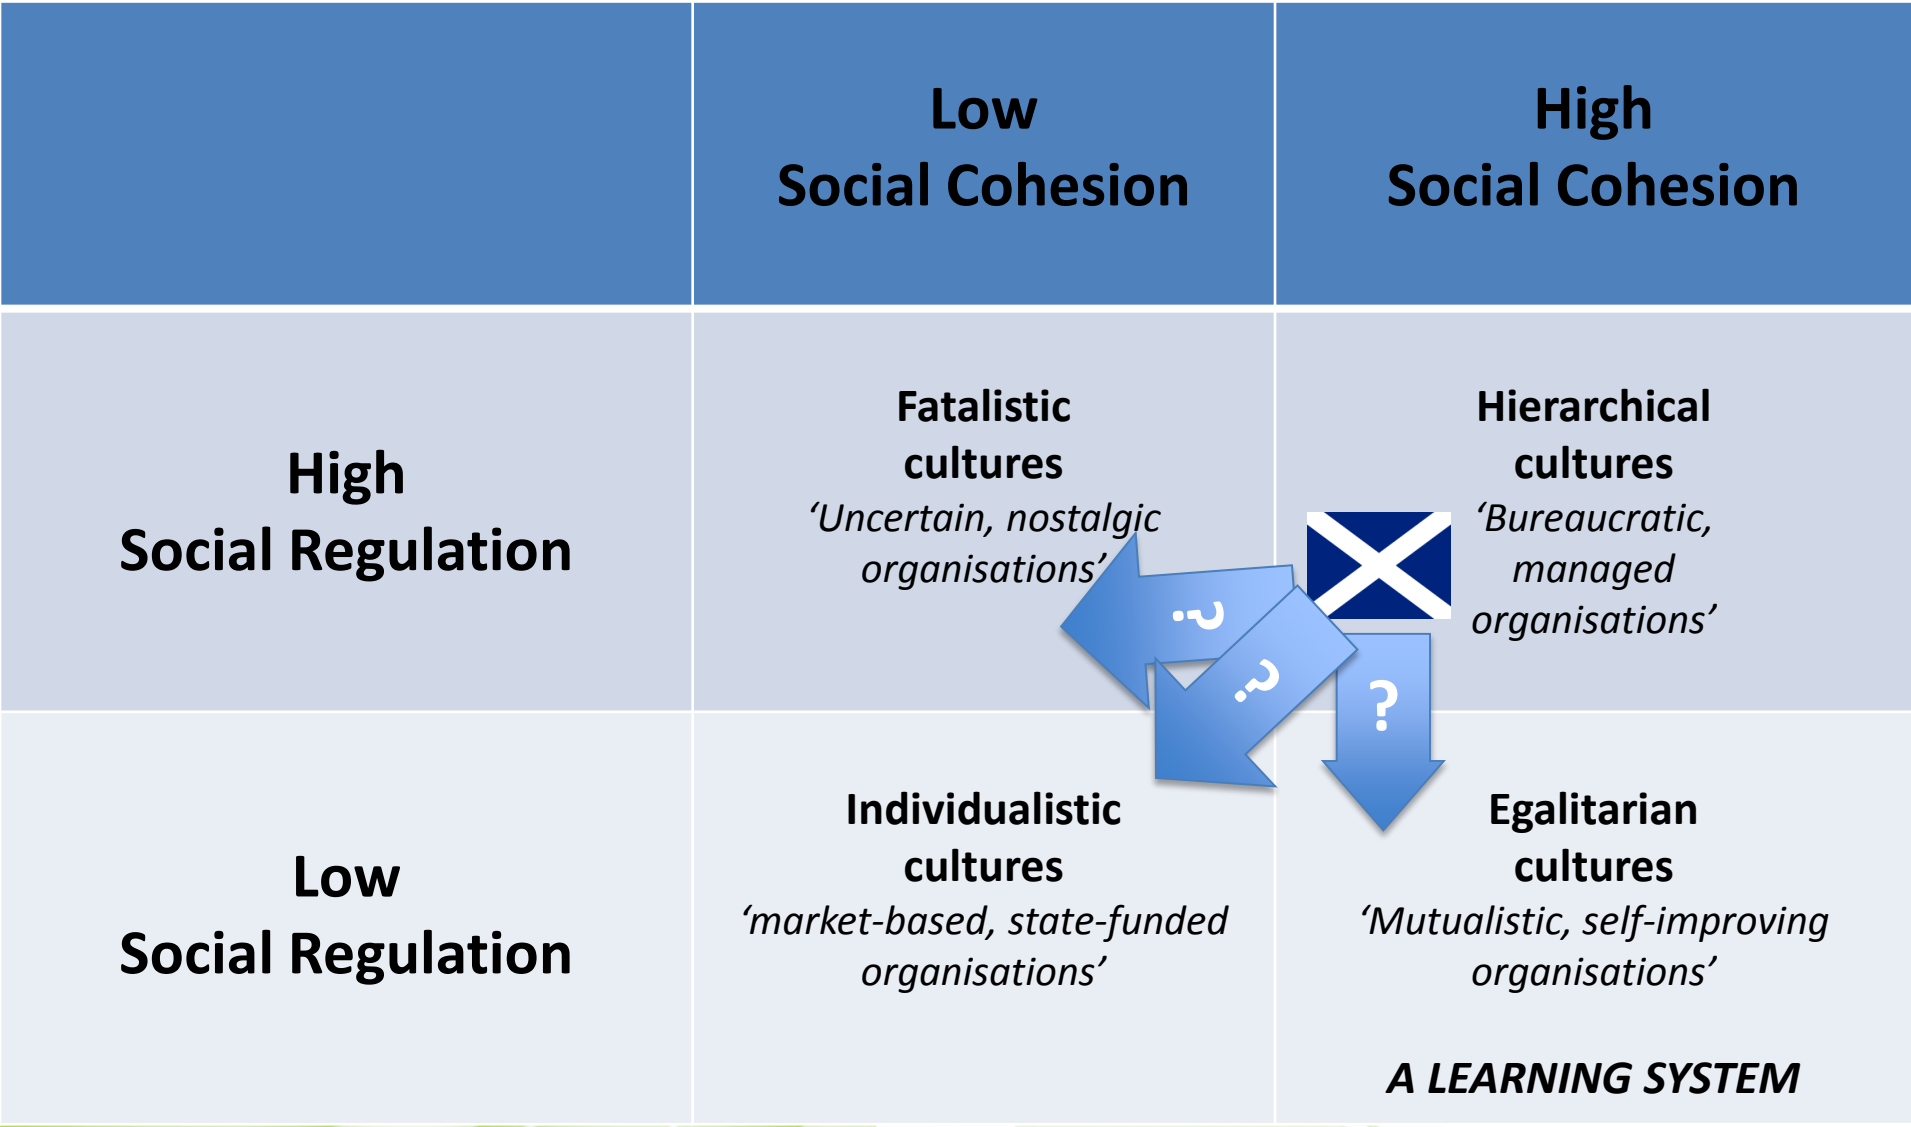 Low
Social Cohesion
High
Social Cohesion
High
Social Regulation
Fatalistic
cultures
‘Uncertain, nostalgic
organisations’
Hierarchical
cultures
‘Bureaucratic,
managed
organisations’
?
?
?
Low
Social Regulation
Individualistic
cultures
‘market-based, state-funded
organisations’
Egalitarian
cultures
‘Mutualistic, self-improving
organisations’
A LEARNING SYSTEM